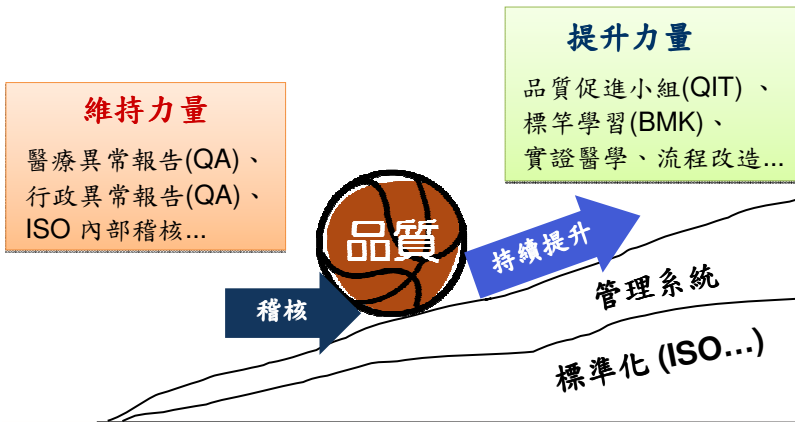 維持力量
醫療異常報告(QA)、
行政異常報告(QA)、
ISO 內部稽核...
提升力量
品質促進小組(QIT) 、
標竿學習(BMK)、
實證醫學、流程改造...
品質
稽核
持續提升
管理系統
標準化 (ISO…)